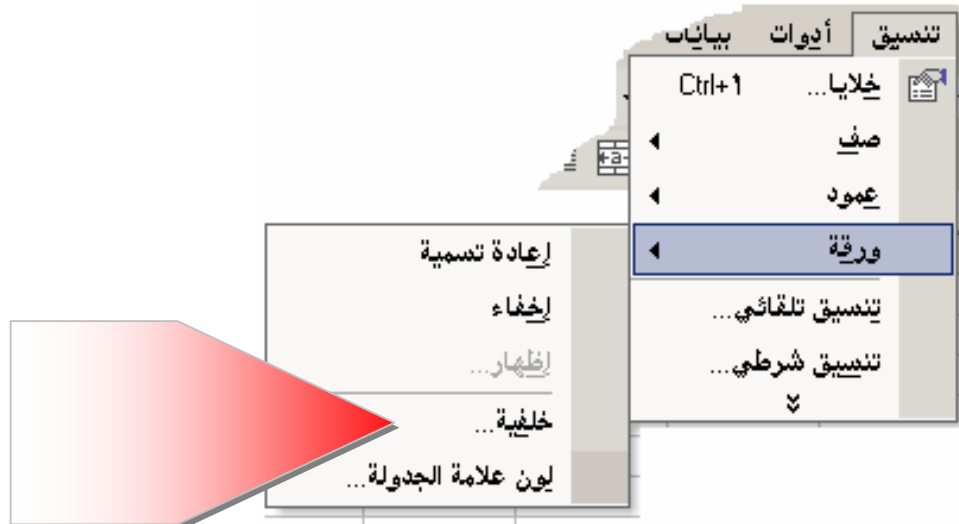 تنسيق أدوات بيانات
خلايا... Ctrl+1
صف
عمود
ورقة
تنسيق تلقائي...
تنسيق شرطي...
إعادة تسمية
إخفاء
إظهار...
خلفية...
لون علامة الجدولة...